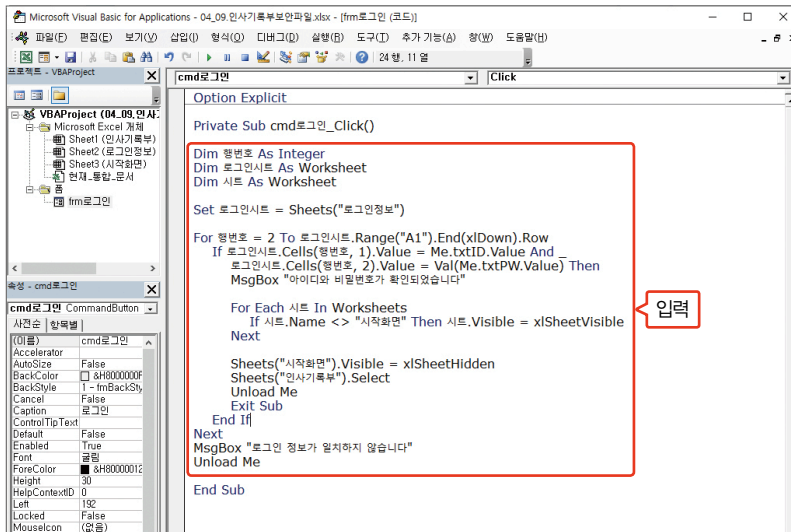 Microsoft Visual Basic for Applications - 04_09.인사기록부보안파일.xlsx - [frm로그인 (코드)]
파일(F) 편집(E) 보기(V) 삽입(I) 형식(O) 디버그(D) 실행(R) 도구(T) 추가 기능(A) 창(W) 도움말(H)
24 행, 11 열
프로젝트 - VBAProject
VBAProject (04_09.인사기
Microsoft Excel 개체
Sheet1 (인사기록부)
Sheet2 (로그인정보)
Sheet3 (시작화면)
현재_통합_문서
폼
frm로그인
속성 - cmd로그인
cmd로그인 CommandButton
사전순 항목별
(이름) cmd로그인
Accelerator
AutoSize False
BackColor &H8000000F
BackStyle 1 - fmBackSty
Cancel False
Caption 로그인
ControlTipText
Default False
Enabled True
Font 굴림
ForeColor &H80000012
Height 30
HelpContextID 0
Left 192
Locked False
MouseIcon (없음)
cmd로그인 Click
Option Explicit
Private Sub cmd로그인_Click()
Dim 행번호 As Integer
Dim 로그인시트 As Worksheet
Dim 시트 As Worksheet
Set 로그인시트 = Sheets("로그인정보")
For 행번호 = 2 To 로그인시트.Range("A1").End(xlDown).Row
If 로그인시트.Cells(행번호, 1).Value = Me.txtID.Value And _
로그인시트.Cells(행번호, 2).Value = Val(Me.txtPW.Value) Then
MsgBox "아이디와 비밀번호가 확인되었습니다"
For Each 시트 In Worksheets
If 시트.Name <> "시작화면" Then 시트.Visible = xlSheetVisible
Next
Sheets("시작화면").Visible = xlSheetHidden
Sheets("인사기록부").Select
Unload Me
Exit Sub
End If
Next
MsgBox "로그인 정보가 일치하지 않습니다"
Unload Me
End Sub
입력